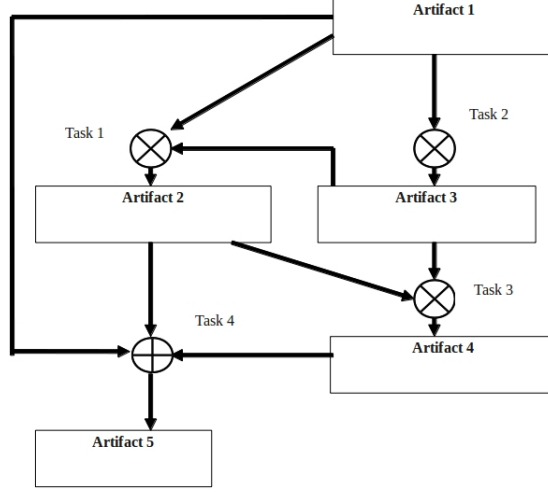 Artifact 1
Task 1
Task 2
Artifact 2
Artifact 3
Task 3
Task 4
Artifact 4
Artifact 5